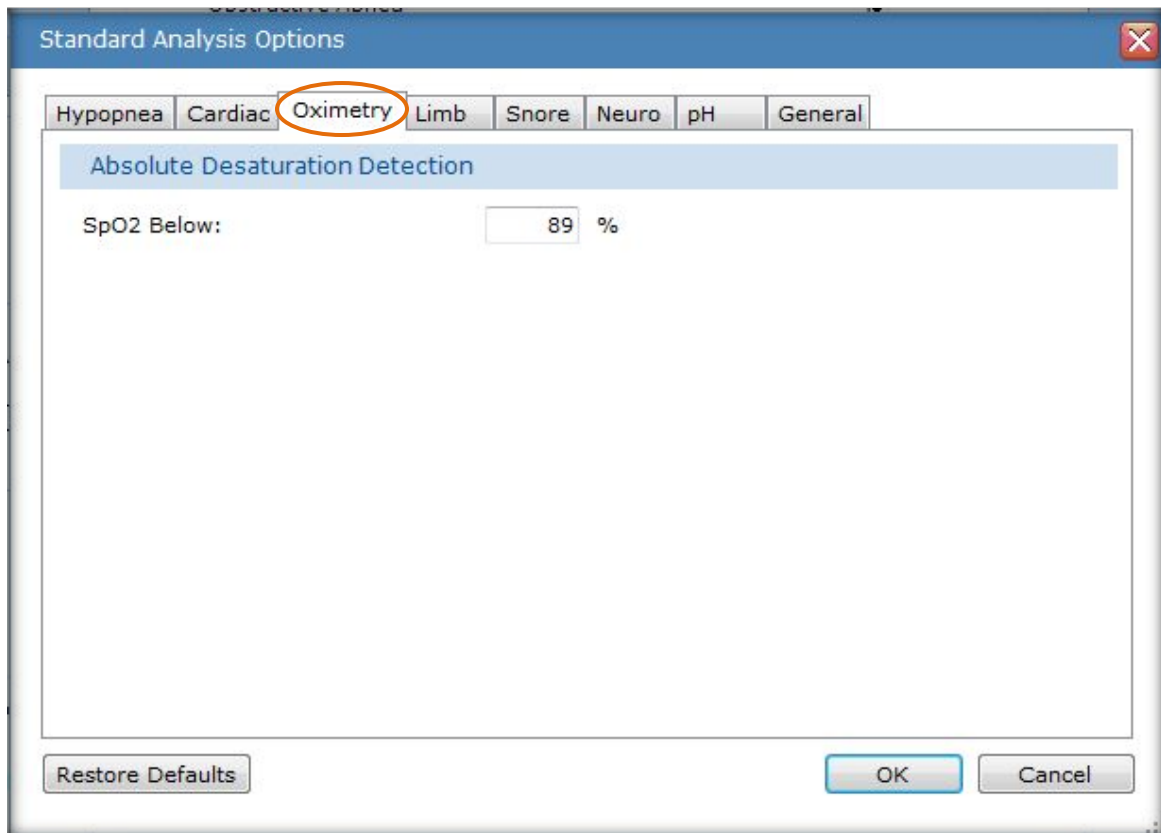 Standard Analysis Options
Hypopnea Cardiac Oximetry Limb Snore Neuro pH General
Absolute Desaturation Detection
SpO2 Below: 89 %
Restore Defaults OK Cancel